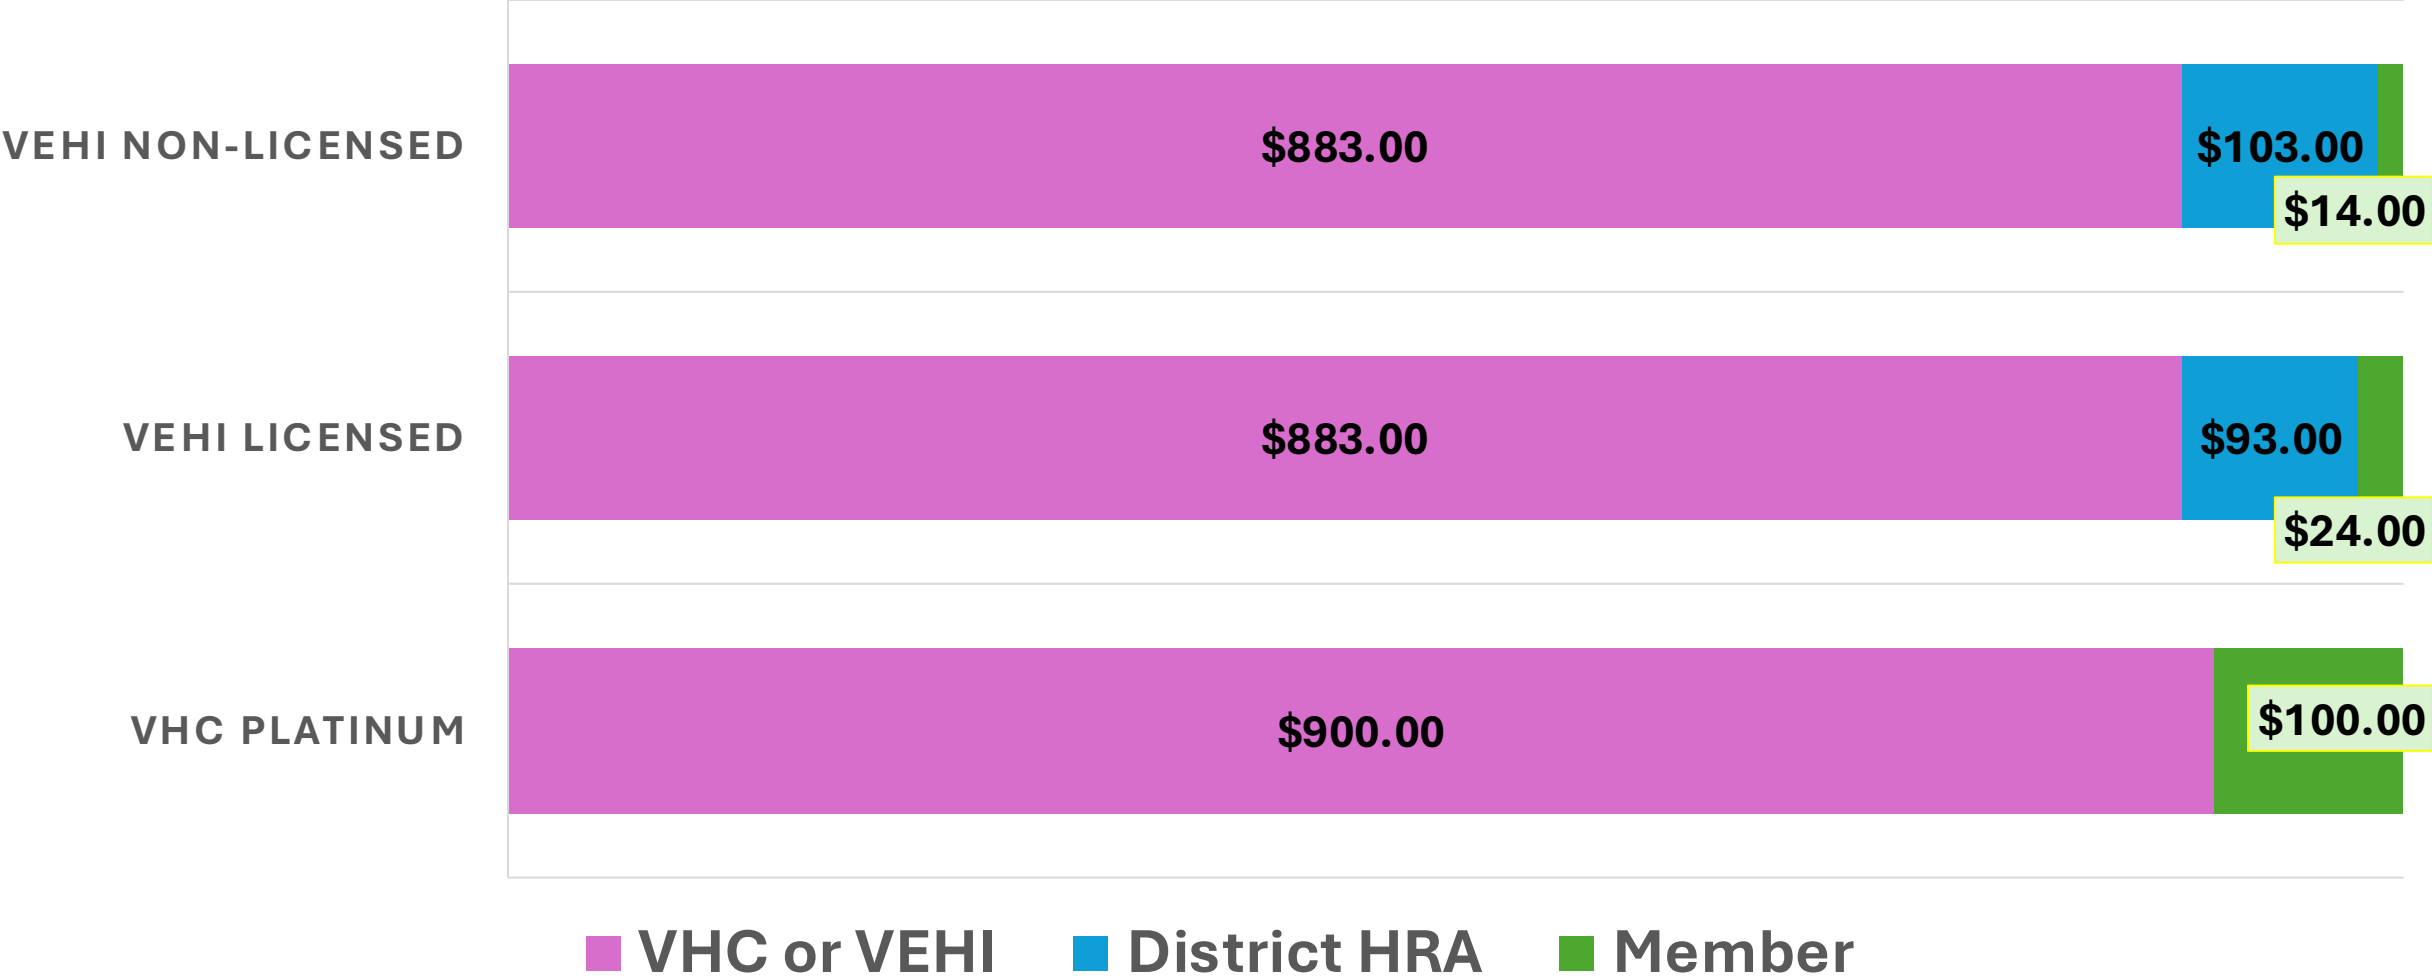 VEHI NON-LICENSED
$883.00
$103.00
$14.00
VEHI LICENSED
$883.00
$93.00
$24.00
VHC PLATINUM
$900.00
$100.00
VHC or VEHI
District HRA
Member